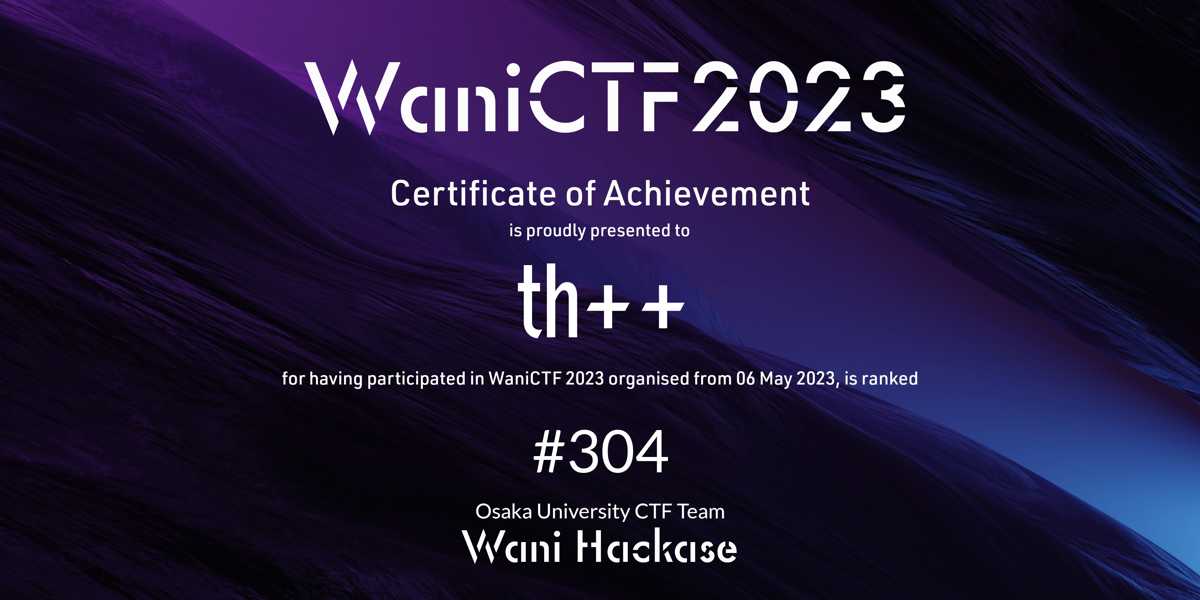 WaniCTF2023
Certificate of Achievement
is proudly presented to
th++
for having participated in WaniCTF 2023 organised from 06 May 2023, is ranked
#304
Osaka University CTF Team
Wani Hackase